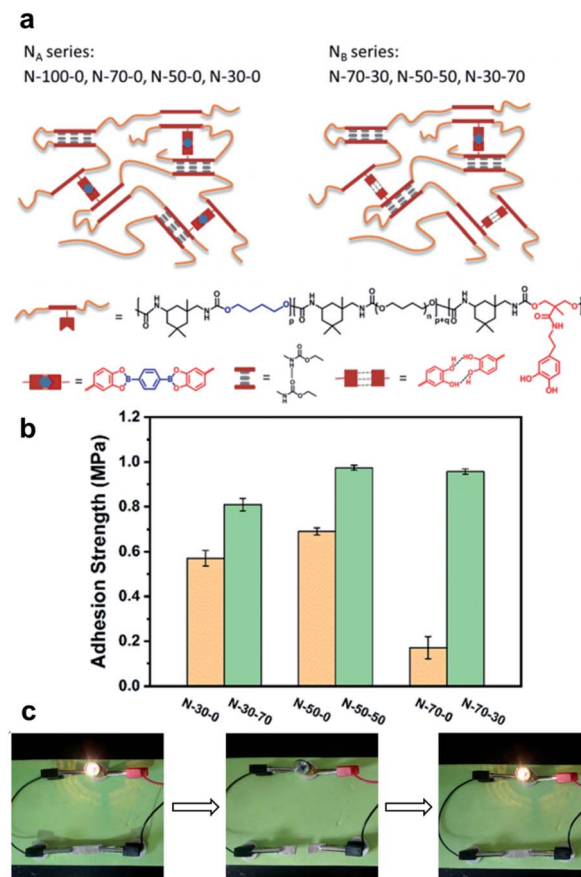 a
N_A series:
N-100-0, N-70-0, N-50-0, N-30-0
N_B series:
N-70-30, N-50-50, N-30-70
b
Adhesion Strength (MPa)
1.2
1.0
0.8
0.6
0.4
0.2
0.0
N-30-0
N-30-70
N-50-0
N-50-50
N-70-0
N-70-30
c